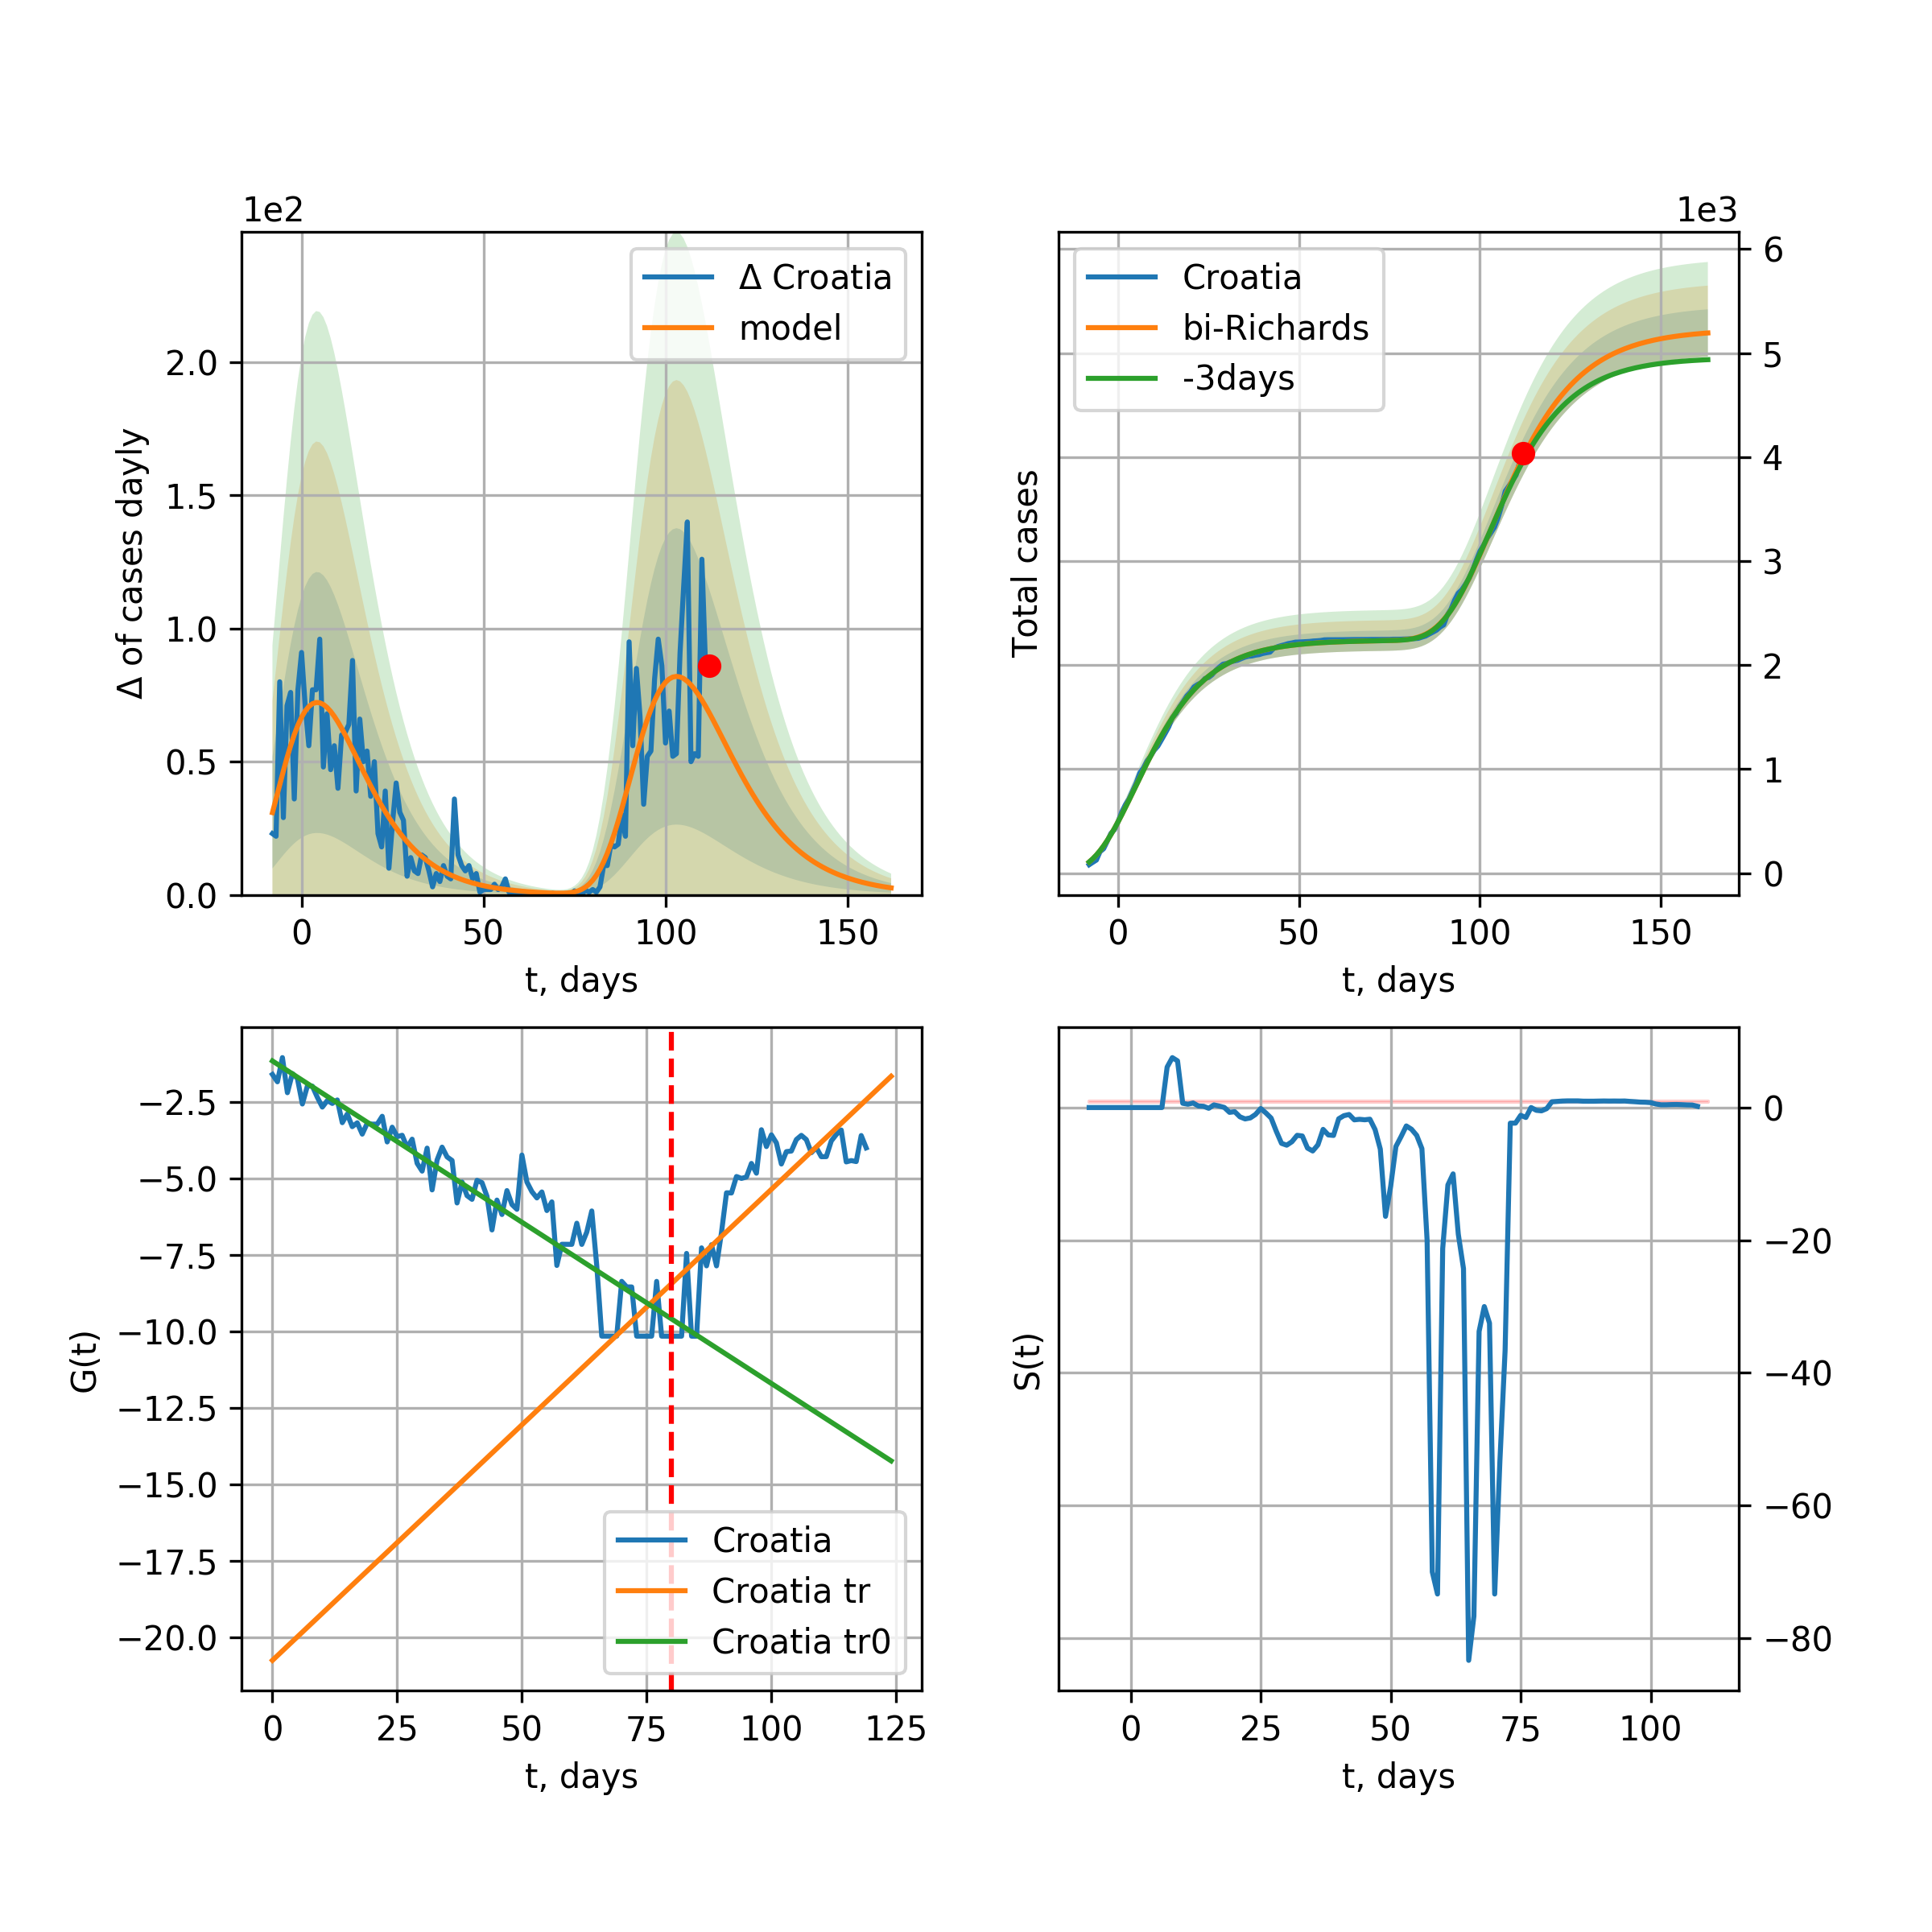 1e2
Δ of cases dayly
2.0
1.5
1.0
0.5
0.0
0 50 100 150
t, days
Δ Croatia
model
1e3
Total cases
6
5
4
3
2
1
0
0 50 100 150
t, days
Croatia
bi-Richards
-3days
G(t)
−2.5
−5.0
−7.5
−10.0
−12.5
−15.0
−17.5
−20.0
0 25 50 75 100 125
t, days
Croatia
Croatia tr
Croatia tr0
S(t)
0
−20
−40
−60
−80
0 25 50 75 100
t, days